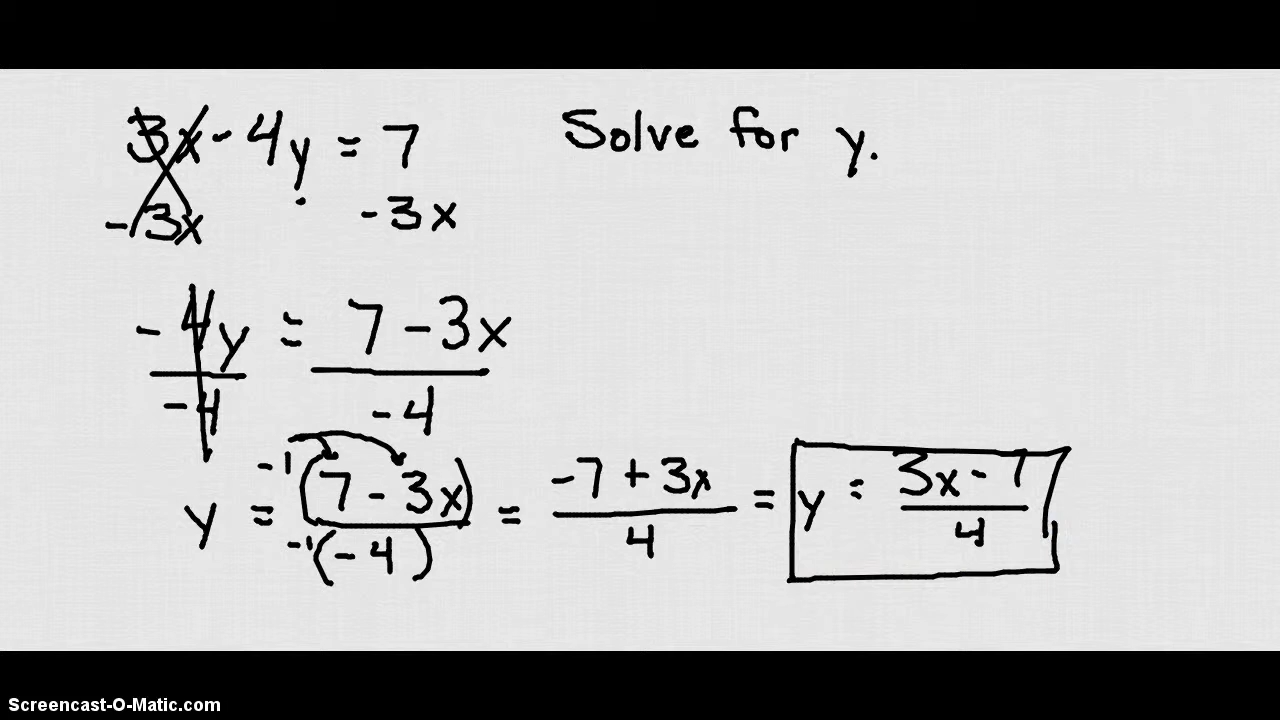 3x - 4y = 7 Solve for y.
-3x -3x
-4y = 7 - 3x
-4 -4
y = -1(7 - 3x) = -7 + 3x = y = 3x - 7
-1(-4) 4 4
Screencast-O-Matic.com